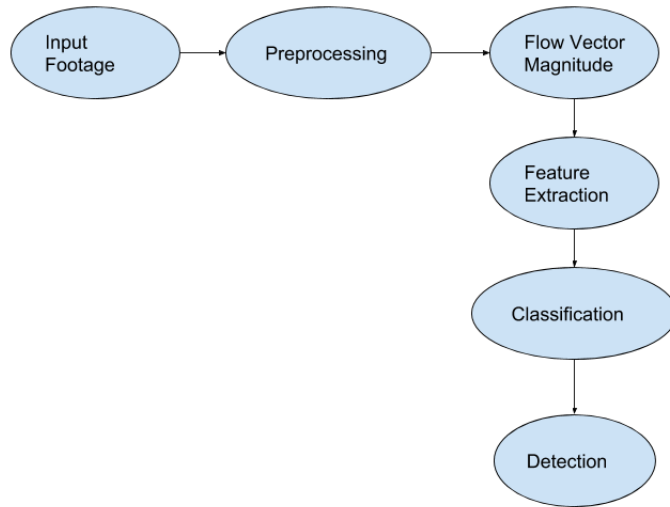 Input
Footage
Preprocessing
Flow Vector
Magnitude
Feature
Extraction
Classification
Detection